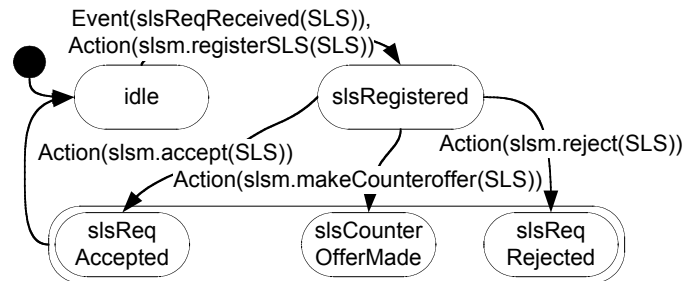 Event(slsReqReceived(SLS)),
Action(slsm.registerSLS(SLS))
idle
slsRegistered
Action(slsm.accept(SLS))
Action(slsm.reject(SLS))
Action(slsm.makeCounteroffer(SLS))
slsReq
Accepted
slsCounter
OfferMade
slsReq
Rejected